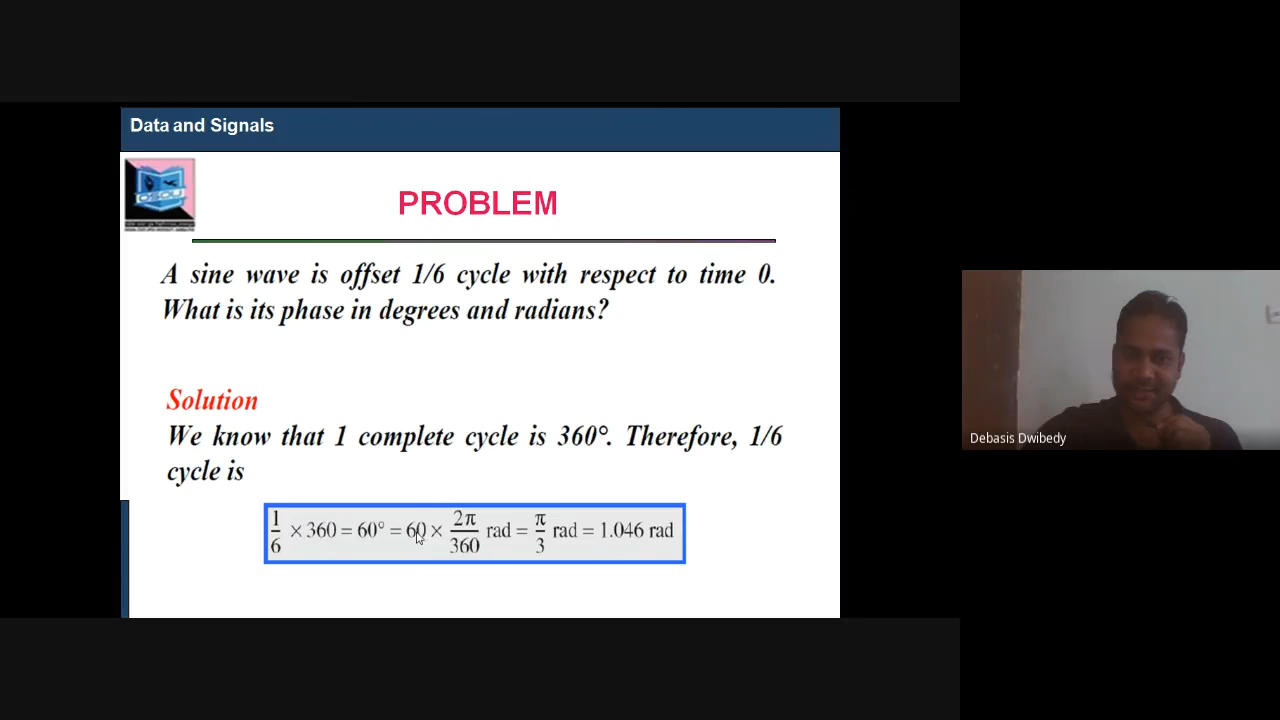 Data and Signals
OSOU
PROBLEM
A sine wave is offset 1/6 cycle with respect to time 0.
What is its phase in degrees and radians?
Solution
We know that 1 complete cycle is 360°. Therefore, 1/6
cycle is
1/6 × 360 = 60° = 60 × 2π/360 rad = π/3 rad = 1.046 rad
Debasis Dwibedy